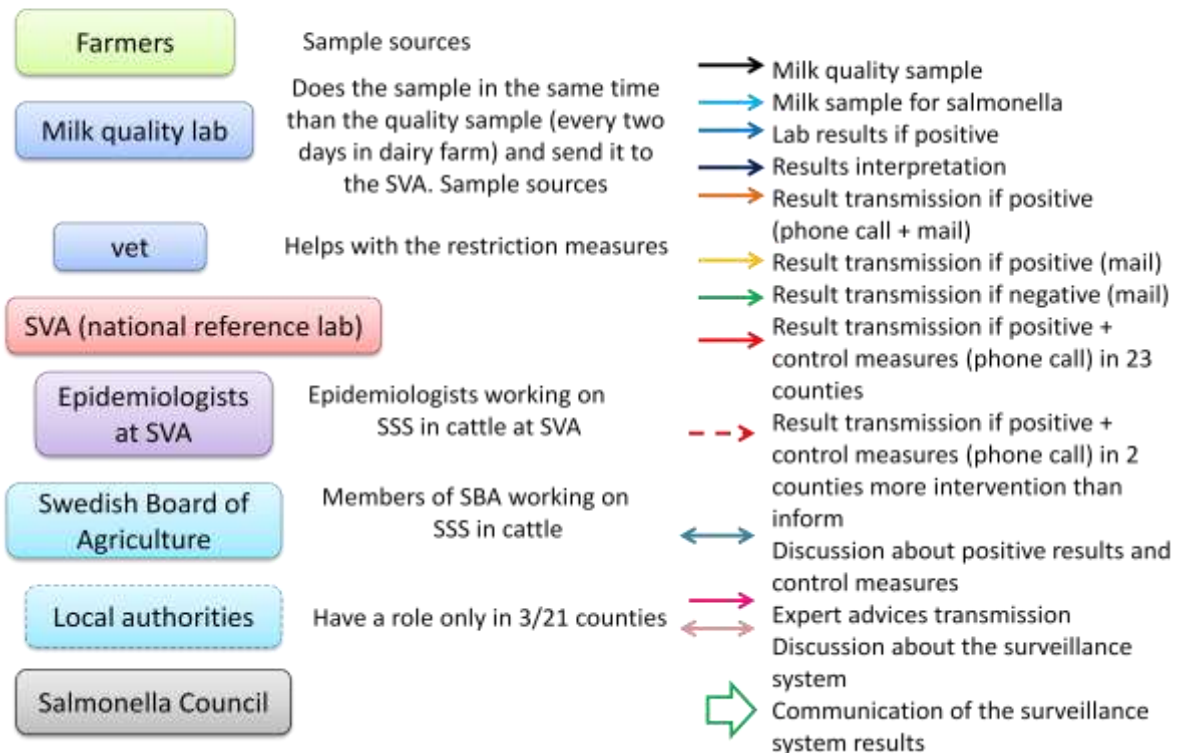 Farmers
Sample sources
Milk quality lab
Does the sample in the same time
than the quality sample (every two
days in dairy farm) and send it to
the SVA. Sample sources
vet
Helps with the restriction measures
SVA (national reference lab)
Epidemiologists
at SVA
Epidemiologists working on
SSS in cattle at SVA
Swedish Board of
Agriculture
Members of SBA working on
SSS in cattle
Local authorities
Have a role only in 3/21 counties
Salmonella Council
Milk quality sample
Milk sample for salmonella
Lab results if positive
Results interpretation
Result transmission if positive
(phone call + mail)
Result transmission if positive (mail)
Result transmission if negative (mail)
Result transmission if positive +
control measures (phone call) in 23
counties
Result transmission if positive +
control measures (phone call) in 2
counties more intervention than
inform
Discussion about positive results and
control measures
Expert advices transmission
Discussion about the surveillance
system
Communication of the surveillance
system results